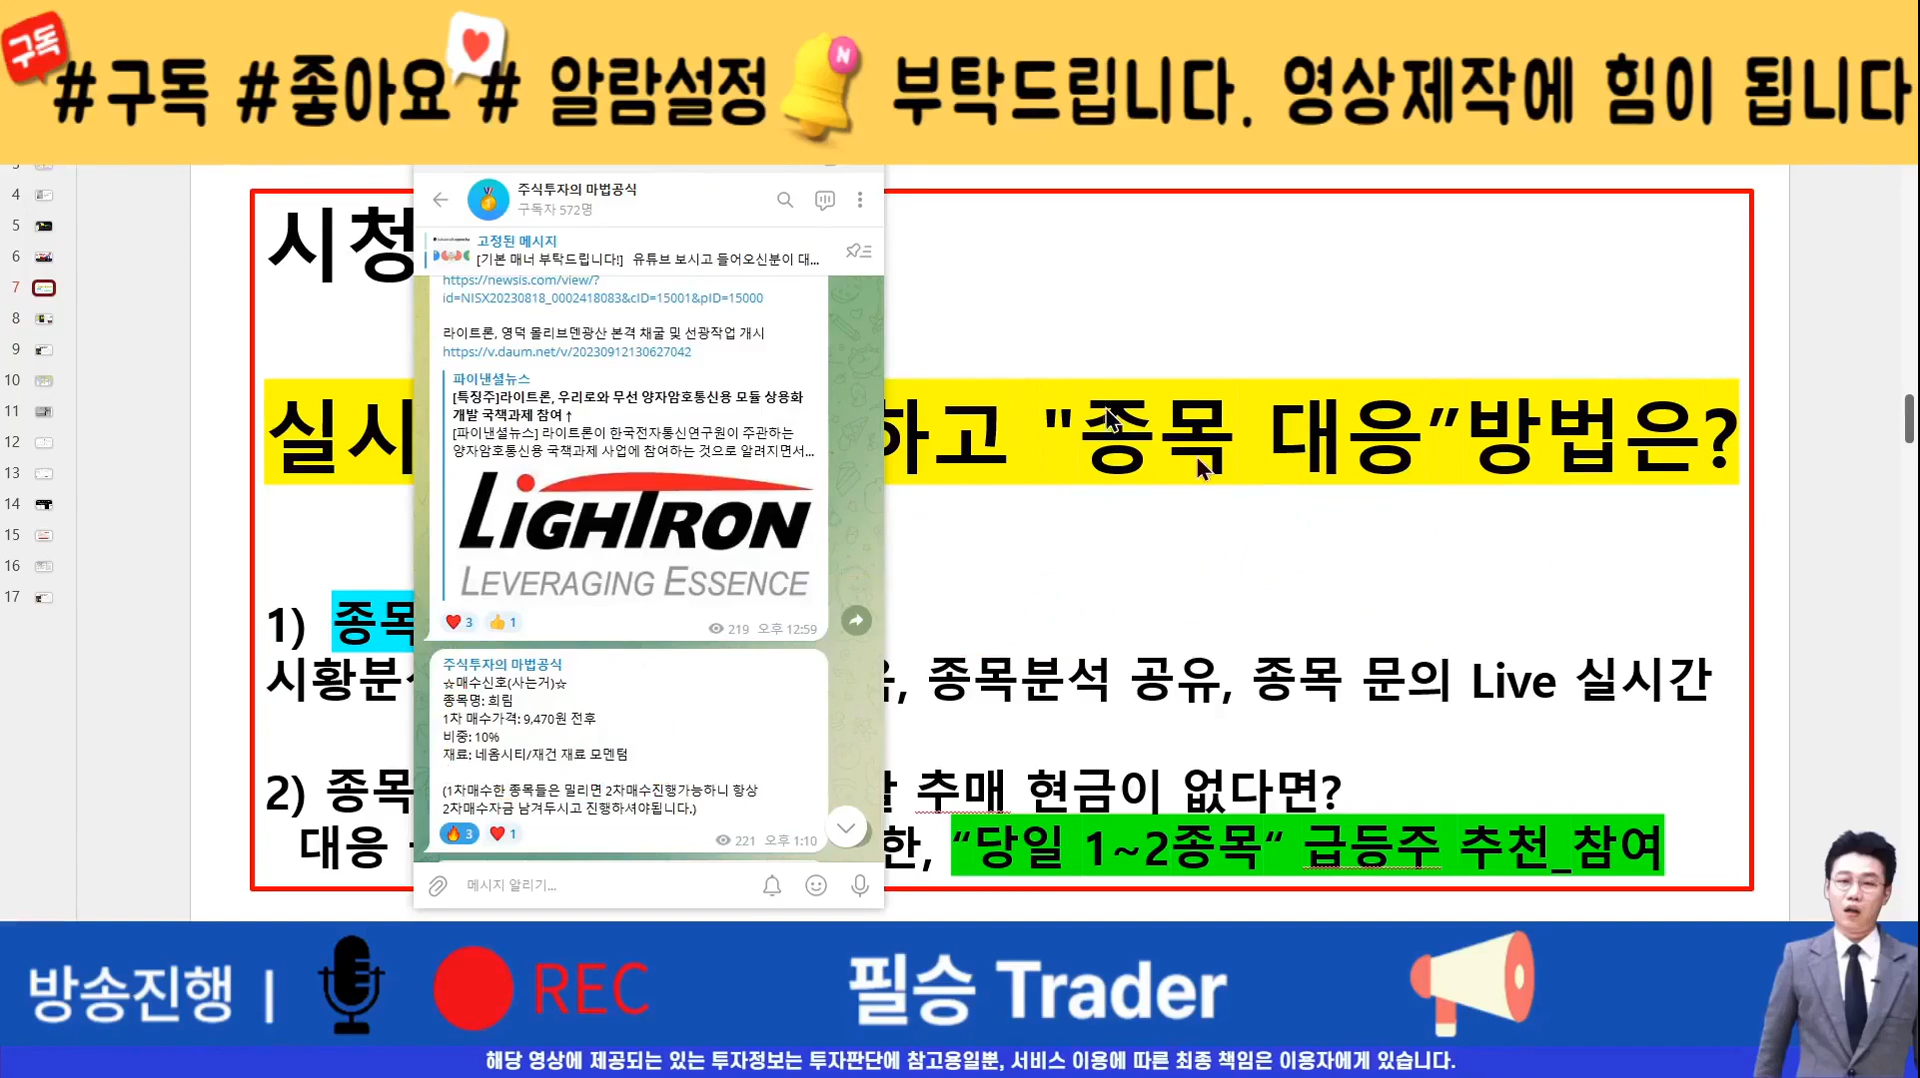 구독
#구독 #좋아요 # 알람설정 N 부탁드립니다. 영상제작에 힘이 됩니다
4
5
6
7
8
9
10
11
12
13
14
15
16
17
시청
실시
하고 "종목 대응"방법은?
1) 종목
시황분
, 종목분석 공유, 종목 문의 Live 실시간
2) 종목
추매 현금이 없다면?
대응
한, “당일 1~2종목“ 급등주 추천_참여
주식투자의 마법공식
구독자 572명
고정된 메시지
[기본 매너 부탁드립니다!] 유튜브 보시고 들어오신분이 대...
https://newsis.com/view/?
id=NISX20230818_0002418083&cID=15001&pID=15000
라이트론, 영덕 몰리브덴광산 본격 채굴 및 선광작업 개시
https://v.daum.net/v/20230912130627042
파이낸셜뉴스
[특징주]라이트론, 우리로와 무선 양자암호통신용 모듈 상용화
개발 국책과제 참여 ↑
[파이낸셜뉴스] 라이트론이 한국전자통신연구원이 주관하는
양자암호통신용 국책과제 사업에 참여하는 것으로 알려지면서...
LIGHTRON
LEVERAGING ESSENCE
3 1
219 오후 12:59
주식투자의 마법공식
☆매수신호(사는거)☆
종목명: 희림
1차 매수가격: 9,470원 전후
비중: 10%
재료: 네옴시티/재건 재료 모멘텀
(1차매수한 종목들은 밀리면 2차매수진행가능하니 항상
2차매수자금 남겨두시고 진행하셔야됩니다.)
3 1
221 오후 1:10
메시지 알리기...
방송진행 | REC 필승 Trader
해당 영상에 제공되는 있는 투자정보는 투자판단에 참고용일뿐, 서비스 이용에 따른 최종 책임은 이용자에게 있습니다.